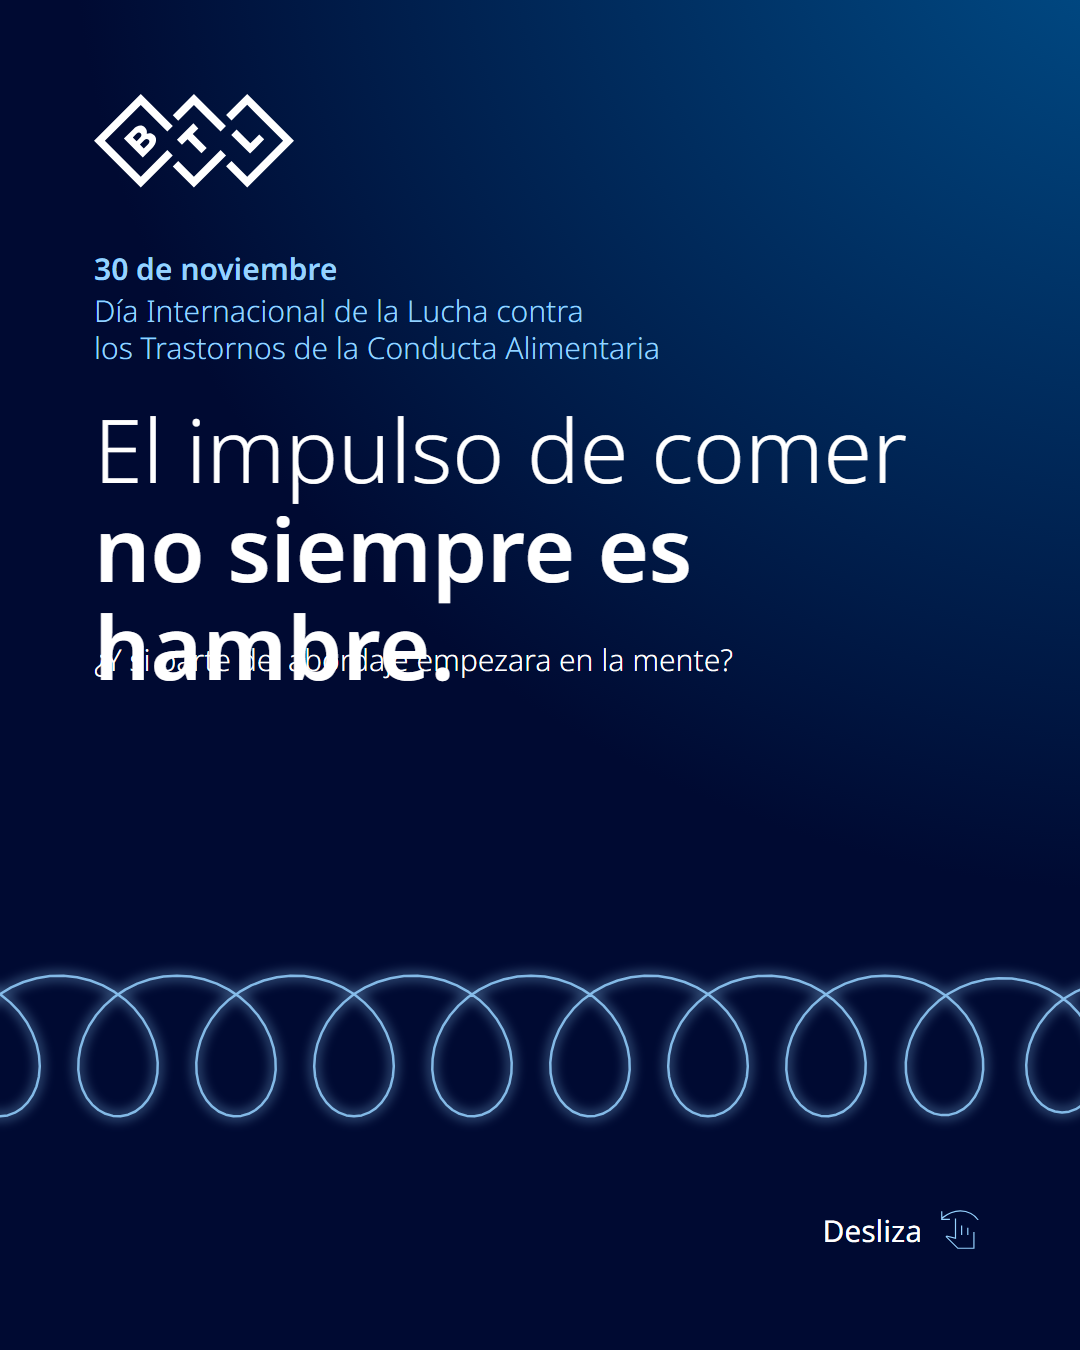 BTL
30 de noviembre
Día Internacional de la Lucha contra
los Trastornos de la Conducta Alimentaria
El impulso de comer
no siempre es
hambre.
¿Y si parte del abordaje empezara en la mente?
Desliza